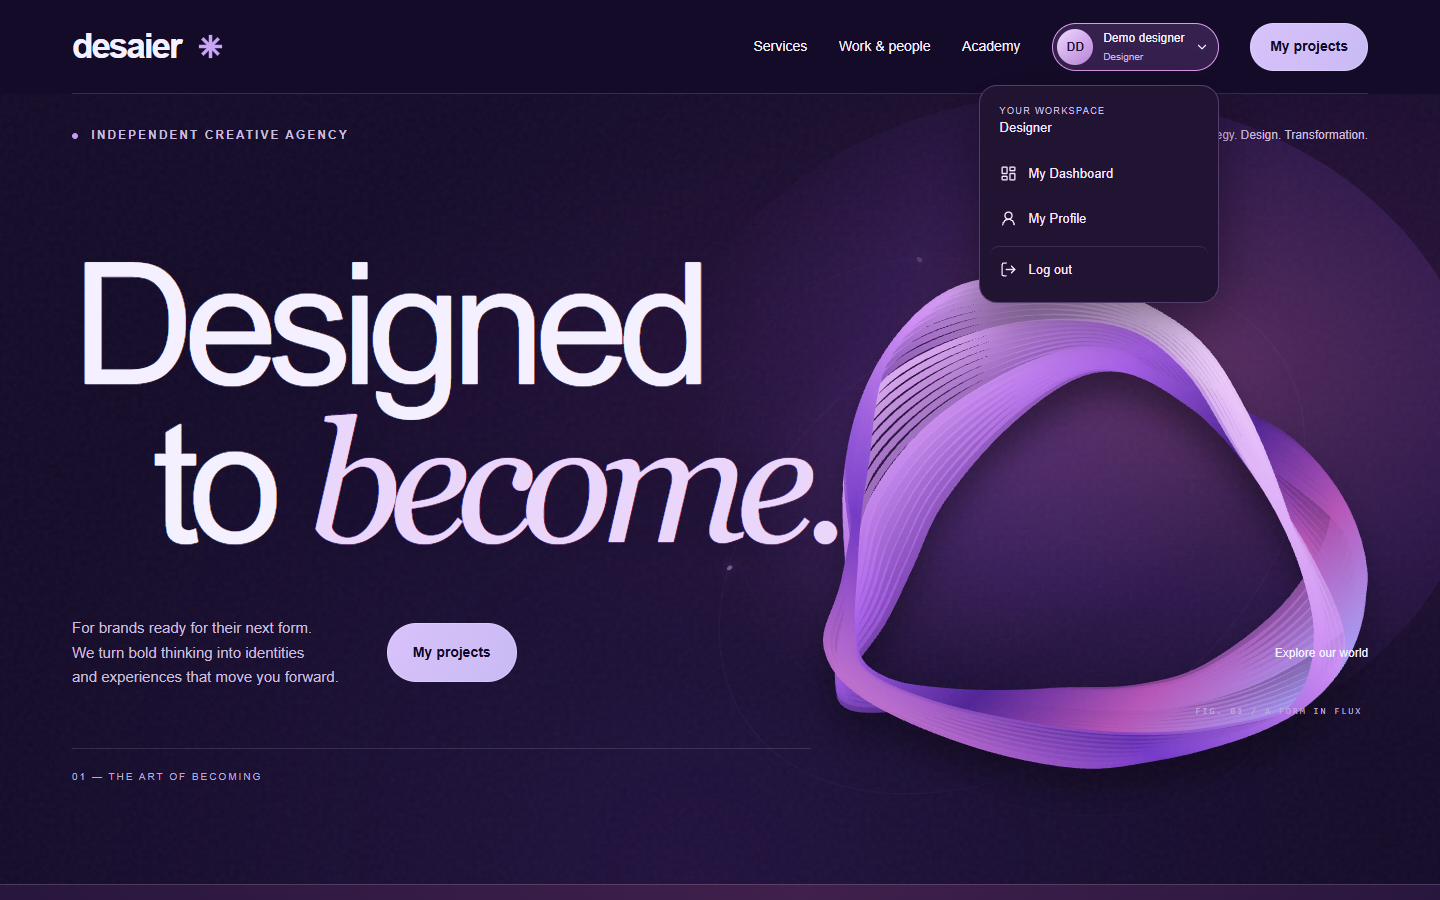 desaier
Services
Work & people
Academy
DD
Demo designer
Designer
My projects
INDEPENDENT CREATIVE AGENCY
YOUR WORKSPACE
Designer
My Dashboard
My Profile
Log out
Design. Transformation.
Designed
to become.
For brands ready for their next form.
We turn bold thinking into identities
and experiences that move you forward.
My projects
Explore our world
FIG. 01 / A FORM IN FLUX
01 — THE ART OF BECOMING